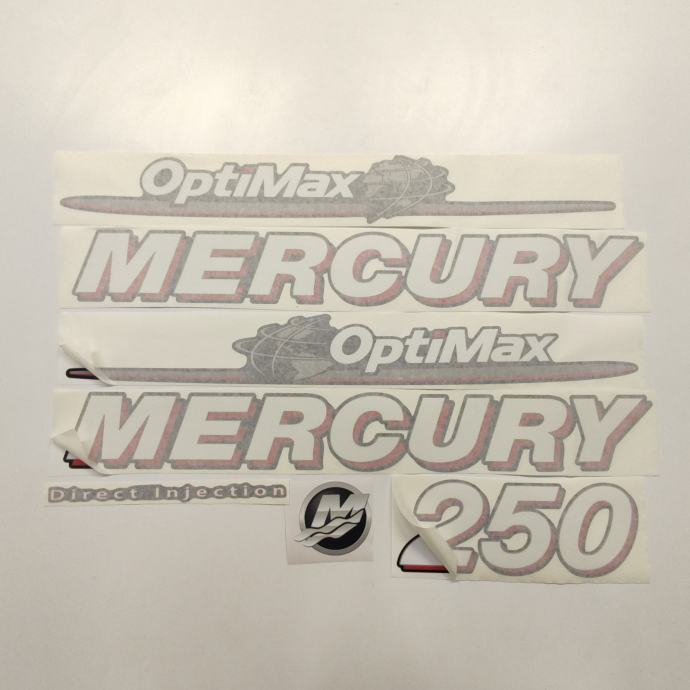 OptiMax
MERCURY
OptiMax
MERCURY
Direct Injection
M
250